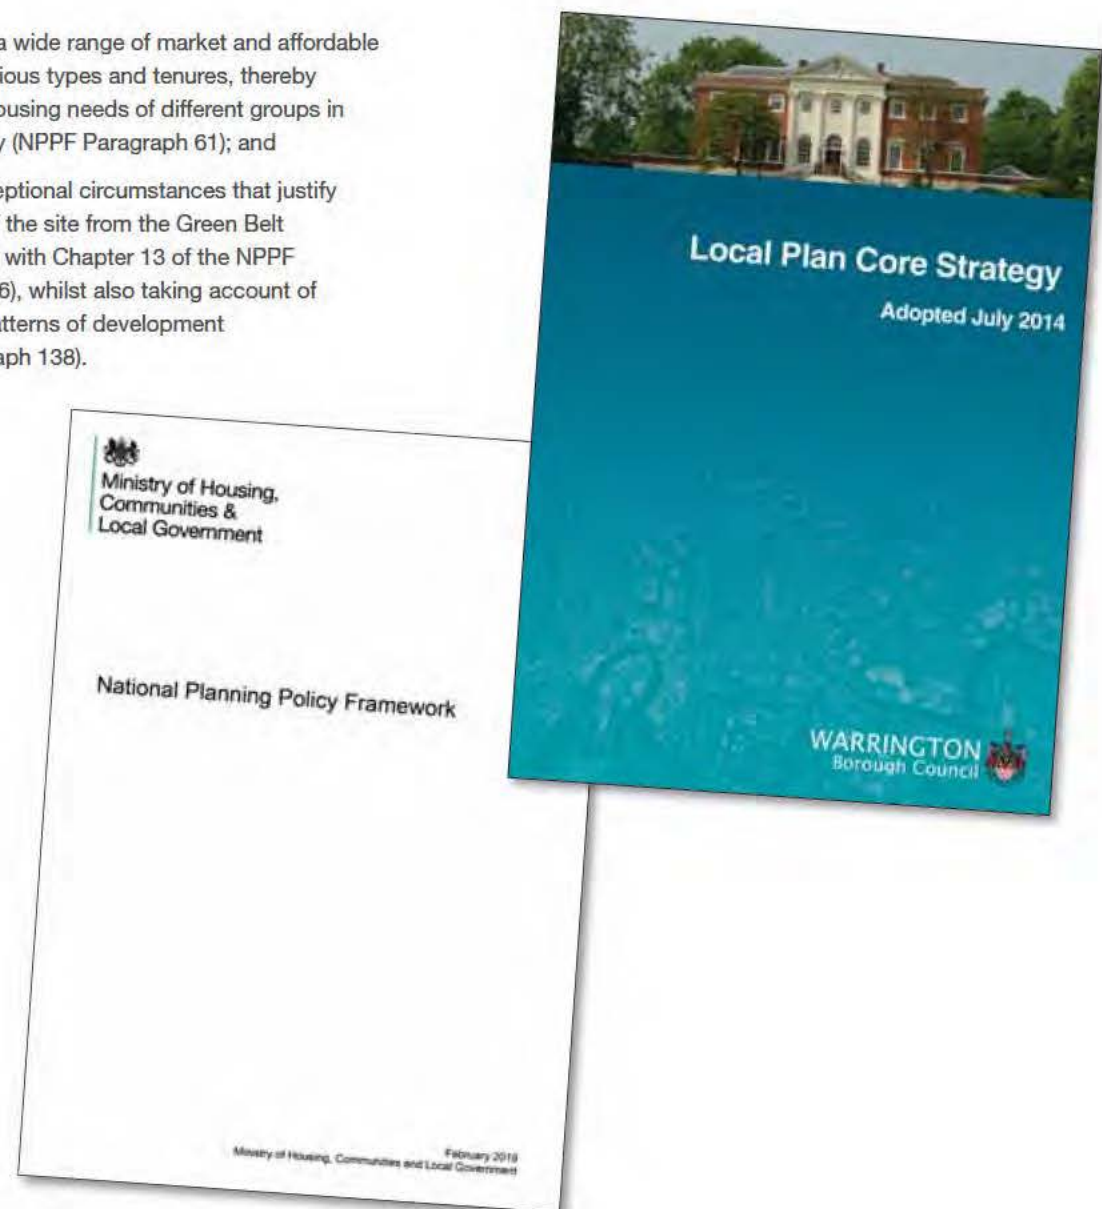 a wide range of market and affordable
ious types and tenures, thereby
ousing needs of different groups in
y (NPPF Paragraph 61); and
eptional circumstances that justify
f the site from the Green Belt
with Chapter 13 of the NPPF
6), whilst also taking account of
atterns of development
aph 138).
Local Plan Core Strategy
Adopted July 2014
WARRINGTON
Borough Council
Ministry of Housing,
Communities &
Local Government
National Planning Policy Framework
February 2019
Ministry of Housing, Communities and Local Government